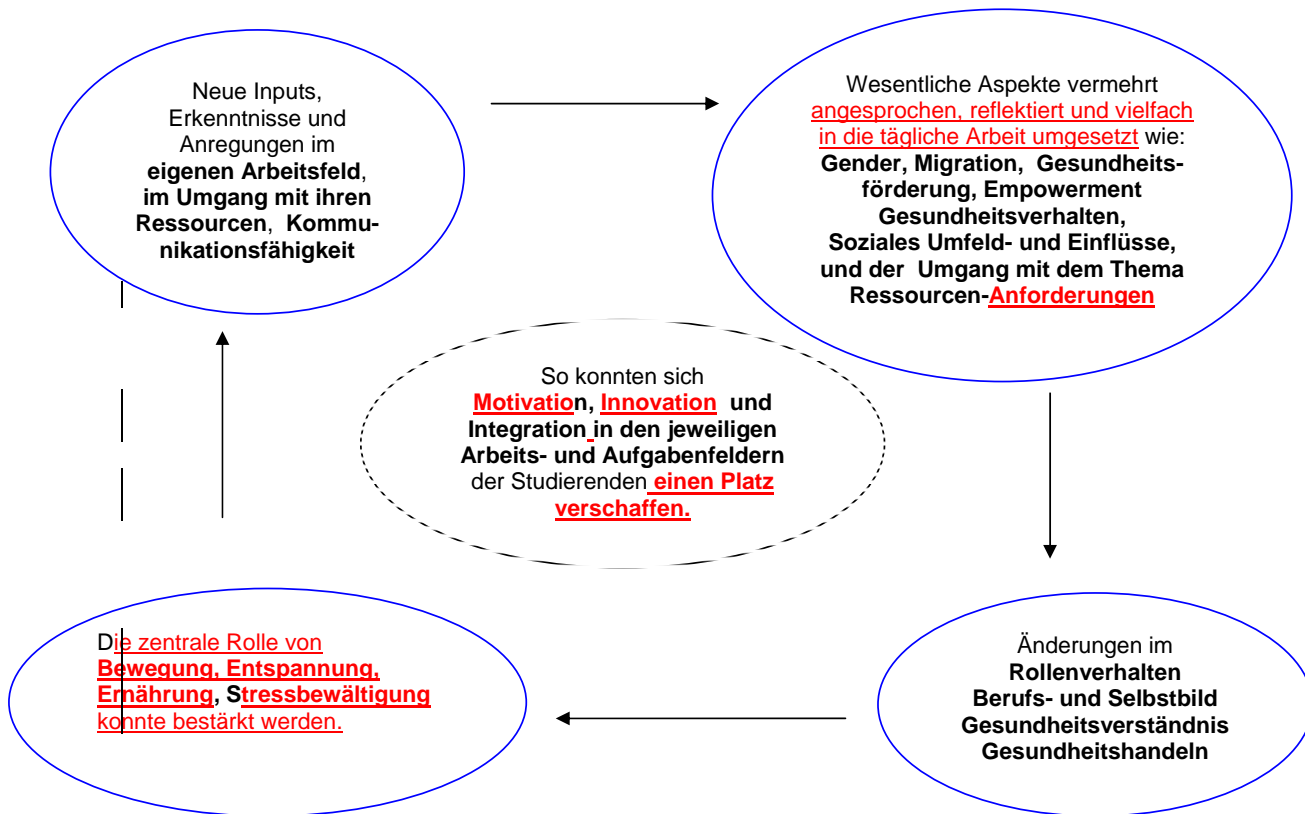 Neue Inputs,
Erkenntnisse und
Anregungen im
eigenen Arbeitsfeld,
im Umgang mit ihren
Ressourcen, Kommu-
nikationsfähigkeit
Wesentliche Aspekte vermehrt
angesprochen, reflektiert und vielfach
in die tägliche Arbeit umgesetzt wie:
Gender, Migration, Gesundheits-
förderung, Empowerment
Gesundheitsverhalten,
Soziales Umfeld- und Einflüsse,
und der Umgang mit dem Thema
Ressourcen-Anforderungen
So konnten sich
Motivation, Innovation und
Integration in den jeweiligen
Arbeits- und Aufgabenfeldern
der Studierenden einen Platz
verschaffen.
Die zentrale Rolle von
Bewegung, Entspannung,
Ernährung, Stressbewältigung
konnte bestärkt werden.
Änderungen im
Rollenverhalten
Berufs- und Selbstbild
Gesundheitsverständnis
Gesundheitshandeln